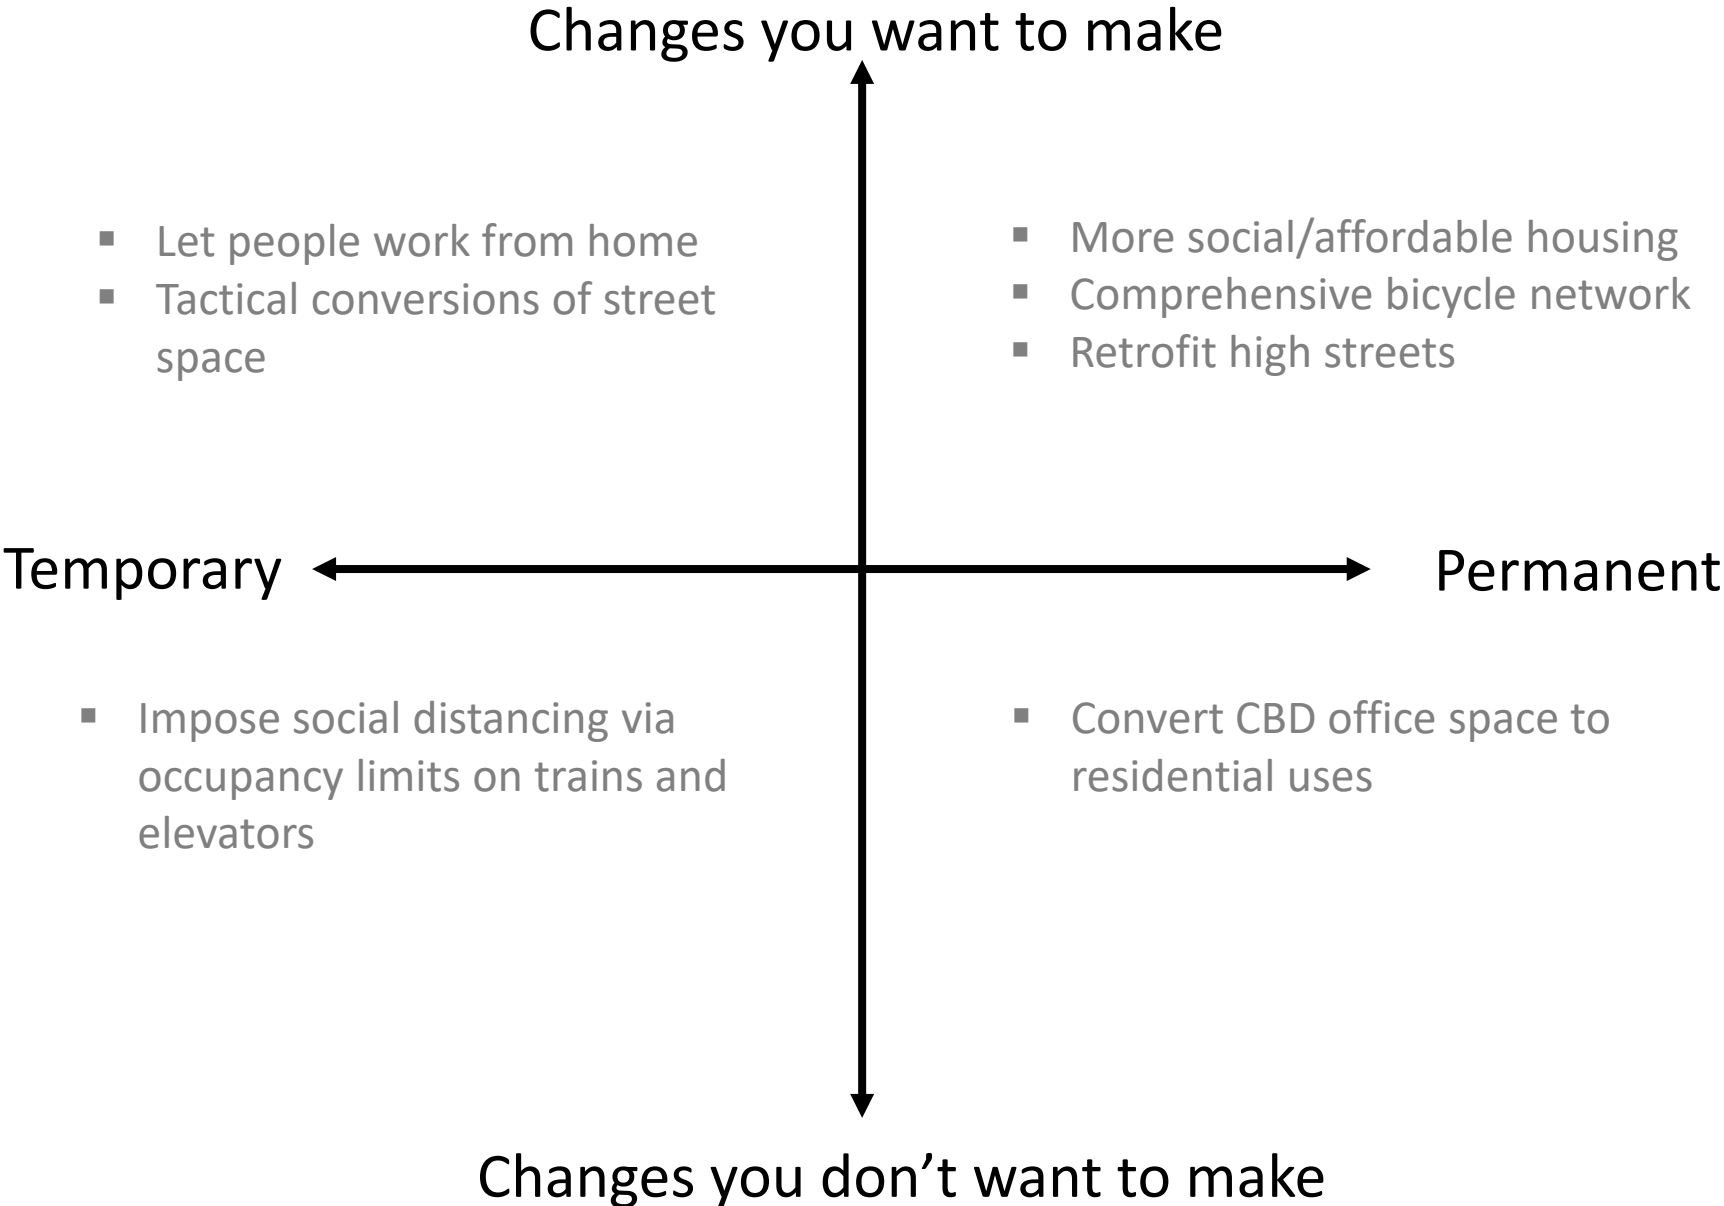 Changes you want to make
▪ Let people work from home
▪ Tactical conversions of street
space
▪ More social/affordable housing
▪ Comprehensive bicycle network
▪ Retrofit high streets
Temporary
Permanent
▪ Impose social distancing via
occupancy limits on trains and
elevators
▪ Convert CBD office space to
residential uses
Changes you don’t want to make